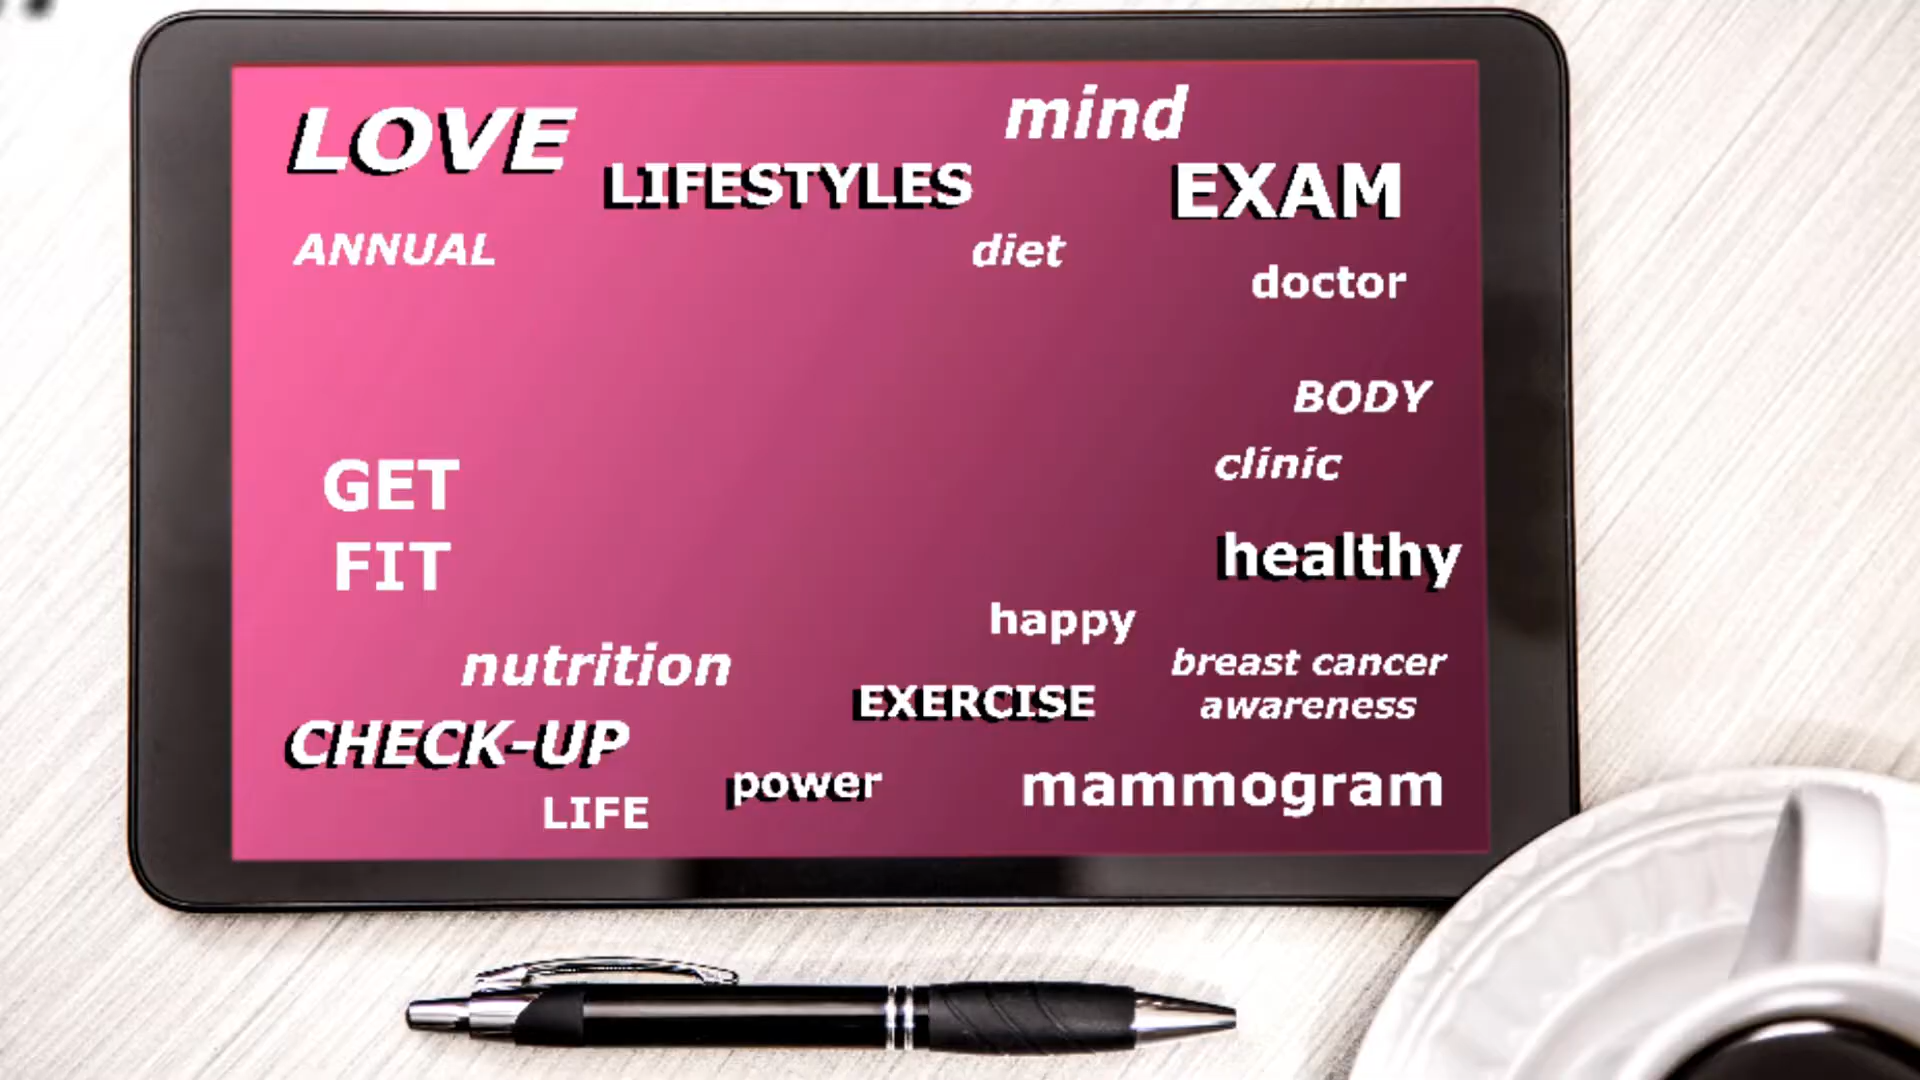 LOVE
mind
LIFESTYLES
EXAM
ANNUAL
diet
doctor
BODY
clinic
GET
FIT
healthy
happy
nutrition
breast cancer
awareness
EXERCISE
CHECK-UP
power
mammogram
LIFE